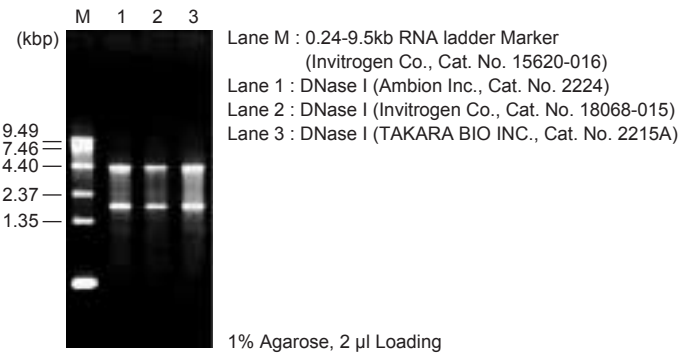 M 1 2 3
(kbp)
Lane M : 0.24-9.5kb RNA ladder Marker
(Invitrogen Co., Cat. No. 15620-016)
Lane 1 : DNase I (Ambion Inc., Cat. No. 2224)
Lane 2 : DNase I (Invitrogen Co., Cat. No. 18068-015)
Lane 3 : DNase I (TAKARA BIO INC., Cat. No. 2215A)
9.49
7.46
4.40
2.37
1.35
1% Agarose, 2 µl Loading